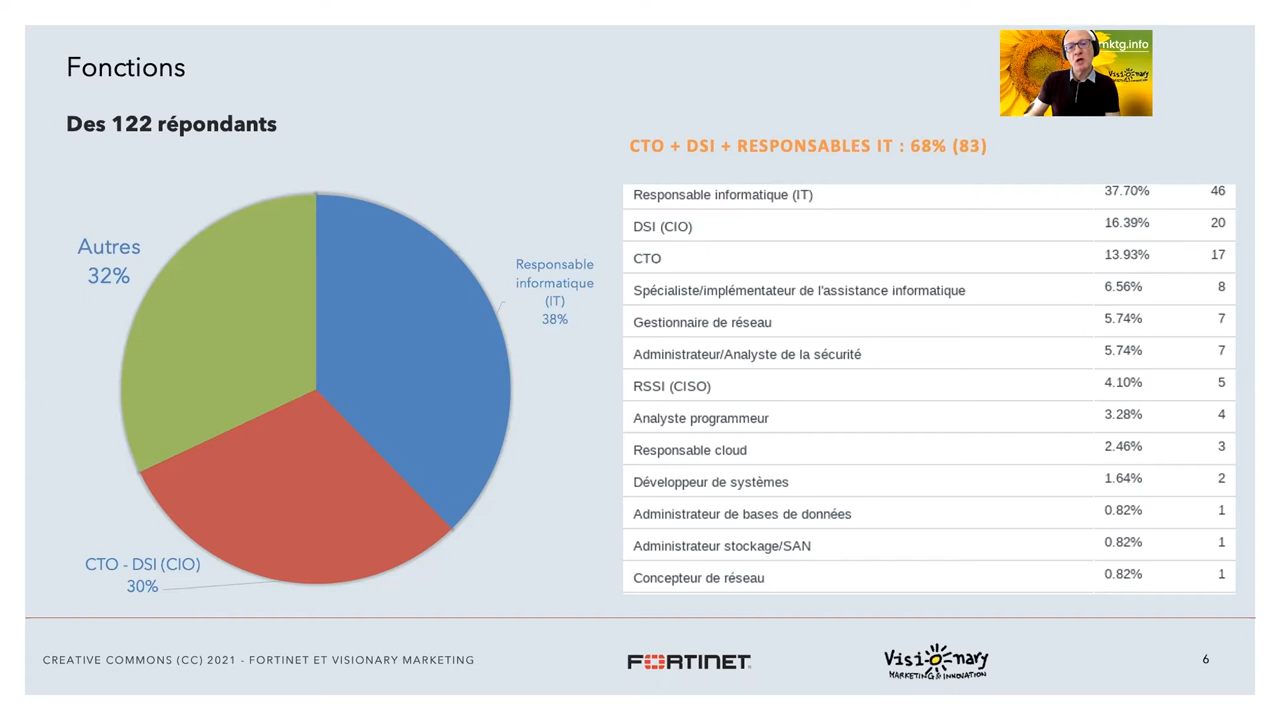 Fonctions
Des 122 répondants
mktg.info
Visionary
CTO + DSI + RESPONSABLES IT : 68% (83)
Autres
32%
Responsable
informatique
(IT)
38%
CTO - DSI (CIO)
30%
Responsable informatique (IT) 37.70% 46
DSI (CIO) 16.39% 20
CTO 13.93% 17
Spécialiste/implémentateur de l'assistance informatique 6.56% 8
Gestionnaire de réseau 5.74% 7
Administrateur/Analyste de la sécurité 5.74% 7
RSSI (CISO) 4.10% 5
Analyste programmeur 3.28% 4
Responsable cloud 2.46% 3
Développeur de systèmes 1.64% 2
Administrateur de bases de données 0.82% 1
Administrateur stockage/SAN 0.82% 1
Concepteur de réseau 0.82% 1
CREATIVE COMMONS (CC) 2021 - FORTINET ET VISIONARY MARKETING
FORTINET
Visionary
MARKETING & INNOVATION
6